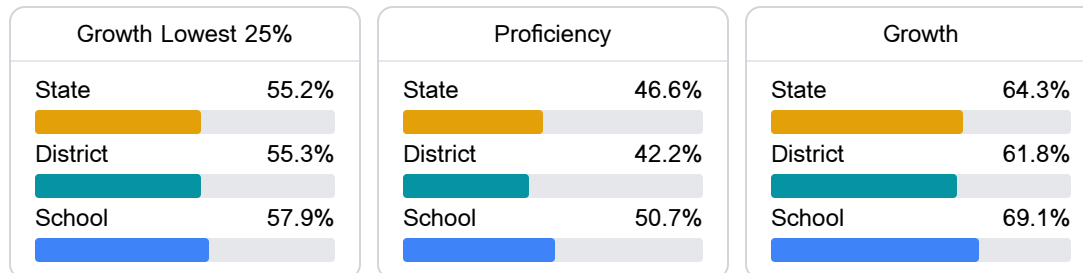 Growth Lowest 25%
State 55.2%
District 55.3%
School 57.9%
Proficiency
State 46.6%
District 42.2%
School 50.7%
Growth
State 64.3%
District 61.8%
School 69.1%